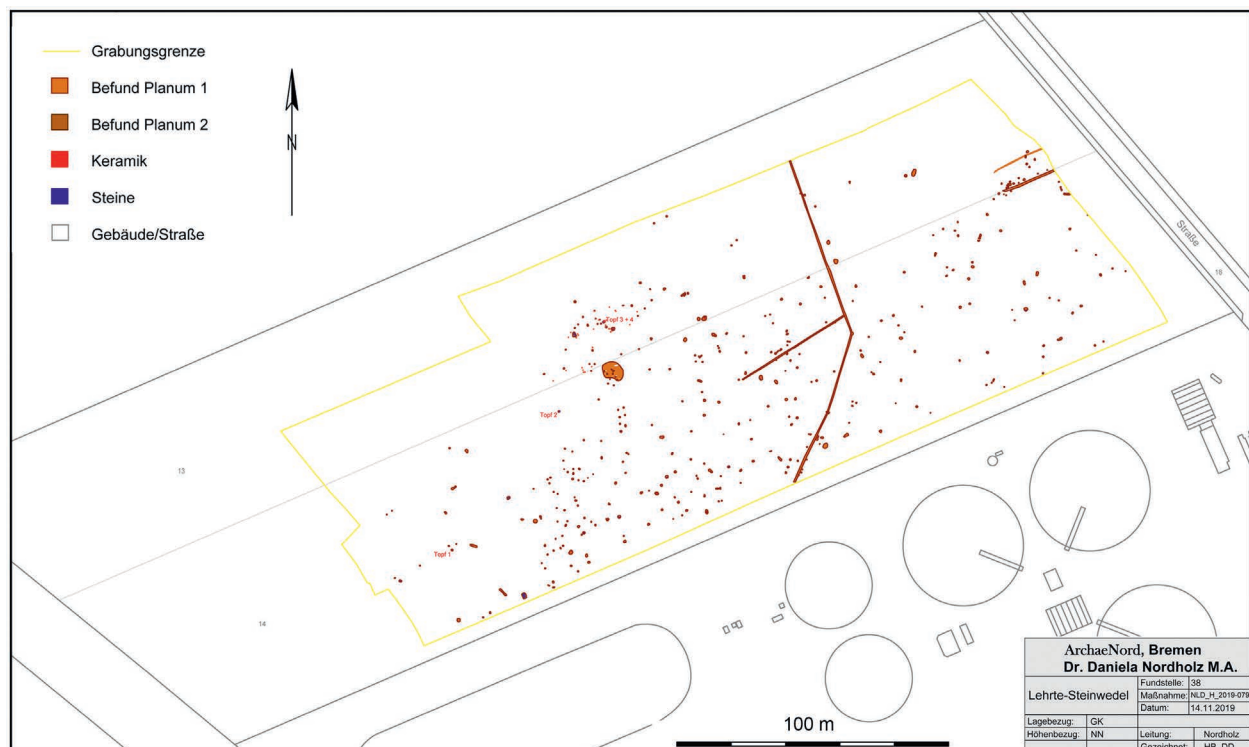 Grabungsgrenze
Befund Planum 1
Befund Planum 2
Keramik
Steine
Gebäude/Straße
N
Straße
18
Topf 3 + 4
Topf 2
Topf 1
13
14
100 m
ArchaeNord, Bremen
Dr. Daniela Nordholz M.A.
Lehrte-Steinwedel
Fundstelle: 38
Maßnahme: NLD_H_2019-079
Datum: 14.11.2019
Lagebezug: GK
Höhenbezug: NN Leitung: Nordholz
Gezeichnet: HB, DD